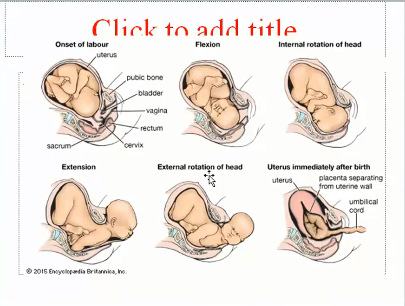 Click to add title
Onset of labour
Flexion
Internal rotation of head
uterus
pubic bone
bladder
vagina
rectum
cervix
sacrum
Extension
External rotation of head
Uterus immediately after birth
uterus
placenta separating
from uterine wall
umbilical
cord
© 2015 Encyclopædia Britannica, Inc.